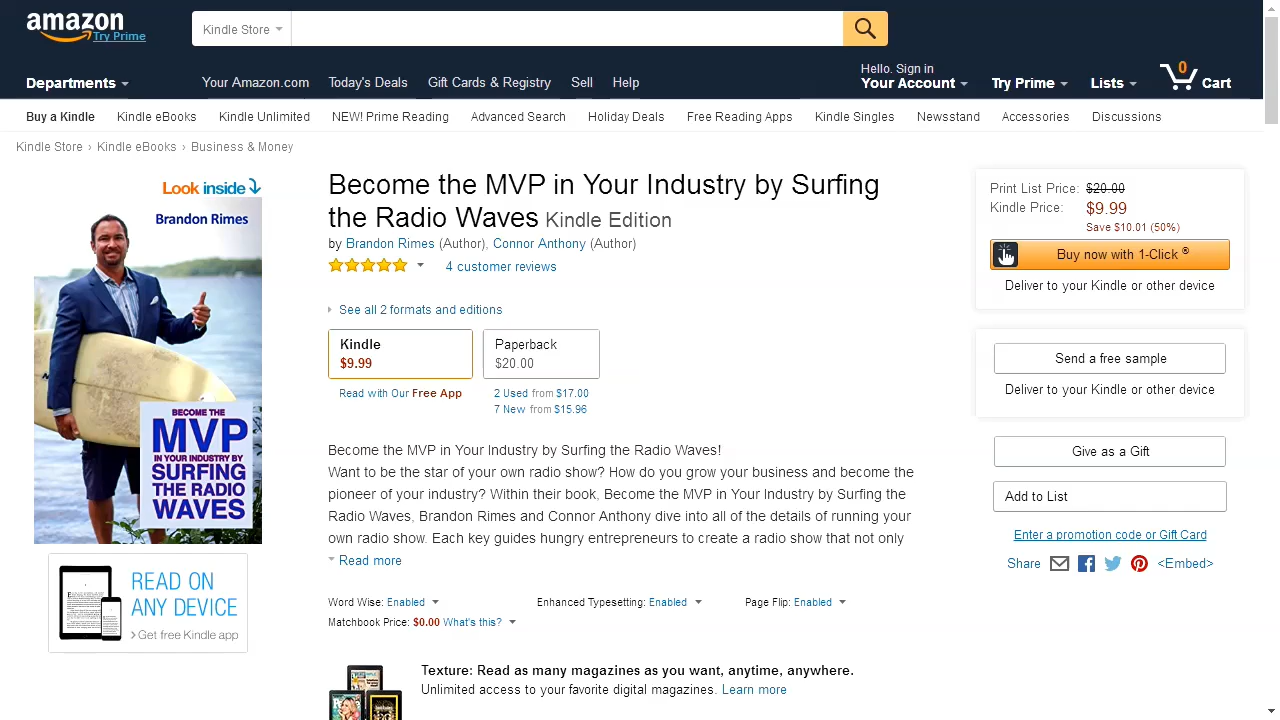 amazon
Try Prime
Kindle Store
Departments
Your Amazon.com
Today's Deals
Gift Cards & Registry
Sell
Help
Hello. Sign in
Your Account
Try Prime
Lists
0
Cart
Buy a Kindle
Kindle eBooks
Kindle Unlimited
NEW! Prime Reading
Advanced Search
Holiday Deals
Free Reading Apps
Kindle Singles
Newsstand
Accessories
Discussions
Kindle Store › Kindle eBooks › Business & Money
Look inside
Brandon Rimes
BECOME THE
MVP
IN YOUR INDUSTRY BY
SURFING
THE RADIO
WAVES
READ ON
ANY DEVICE
› Get free Kindle app
Become the MVP in Your Industry by Surfing
the Radio Waves Kindle Edition
by Brandon Rimes (Author), Connor Anthony (Author)
4 customer reviews
See all 2 formats and editions
Kindle
$9.99
Paperback
$20.00
Read with Our Free App
2 Used from $17.00
7 New from $15.96
Become the MVP in Your Industry by Surfing the Radio Waves!
Want to be the star of your own radio show? How do you grow your business and become the
pioneer of your industry? Within their book, Become the MVP in Your Industry by Surfing the
Radio Waves, Brandon Rimes and Connor Anthony dive into all of the details of running your
own radio show. Each key guides hungry entrepreneurs to create a radio show that not only
Read more
Word Wise: Enabled
Enhanced Typesetting: Enabled
Page Flip: Enabled
Matchbook Price: $0.00 What's this?
Texture: Read as many magazines as you want, anytime, anywhere.
Unlimited access to your favorite digital magazines. Learn more
Print List Price: $20.00
Kindle Price: $9.99
Save $10.01 (50%)
Buy now with 1-Click ®
Deliver to your Kindle or other device
Send a free sample
Deliver to your Kindle or other device
Give as a Gift
Add to List
Enter a promotion code or Gift Card
Share
<Embed>